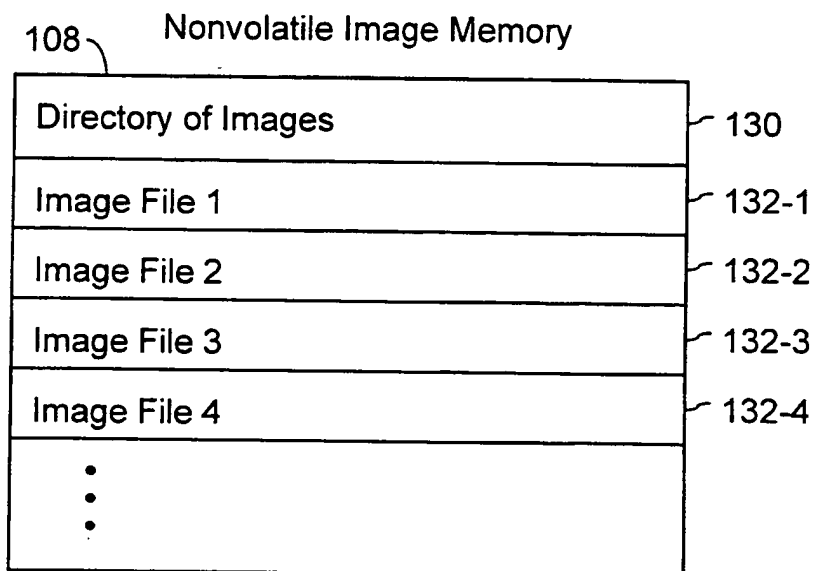 Nonvolatile Image Memory
108
Directory of Images 130
Image File 1 132-1
Image File 2 132-2
Image File 3 132-3
Image File 4 132-4